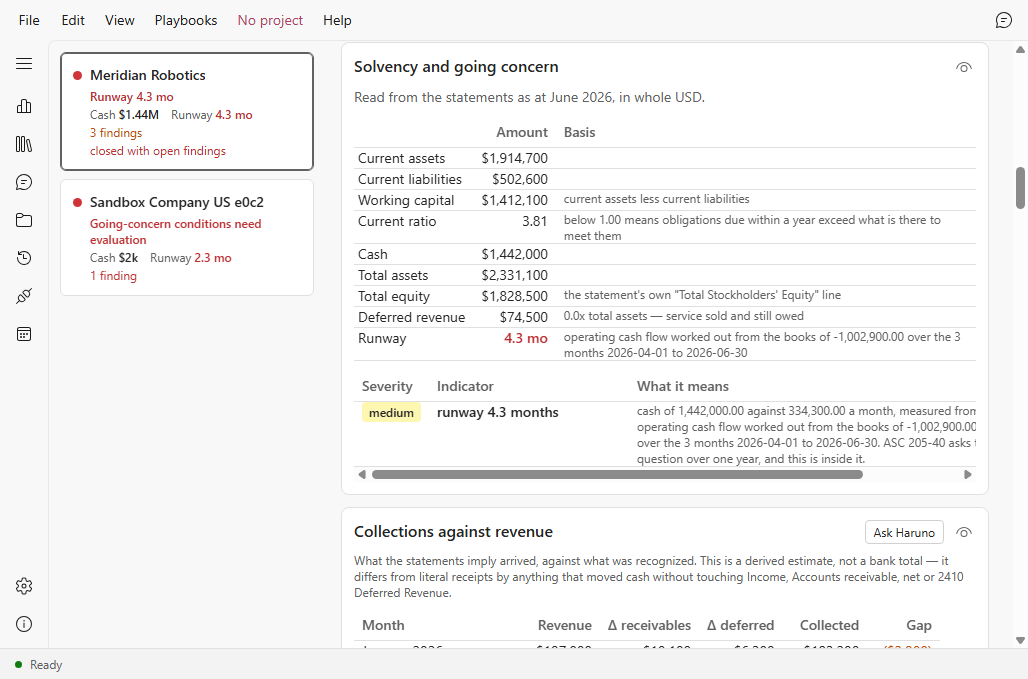 File Edit View Playbooks No project Help
Meridian Robotics
Runway 4.3 mo
Cash $1.44M Runway 4.3 mo
3 findings
closed with open findings
Sandbox Company US e0c2
Going-concern conditions need
evaluation
Cash $2k Runway 2.3 mo
1 finding
Solvency and going concern
Read from the statements as at June 2026, in whole USD.
Amount Basis
Current assets $1,914,700
Current liabilities $502,600
Working capital $1,412,100 current assets less current liabilities
Current ratio 3.81 below 1.00 means obligations due within a year exceed what is there to
meet them
Cash $1,442,000
Total assets $2,331,100
Total equity $1,828,500 the statement's own "Total Stockholders' Equity" line
Deferred revenue $74,500 0.0x total assets — service sold and still owed
Runway 4.3 mo operating cash flow worked out from the books of -1,002,900.00 over the 3
months 2026-04-01 to 2026-06-30
Severity Indicator What it means
medium runway 4.3 months cash of 1,442,000.00 against 334,300.00 a month, measured from
operating cash flow worked out from the books of -1,002,900.00
over the 3 months 2026-04-01 to 2026-06-30. ASC 205-40 asks
question over one year, and this is inside it.
Collections against revenue Ask Haruno
What the statements imply arrived, against what was recognized. This is a derived estimate, not a bank total — it
differs from literal receipts by anything that moved cash without touching Income, Accounts receivable, net or 2410
Deferred Revenue.
Month Revenue Δ receivables Δ deferred Collected Gap
Ready